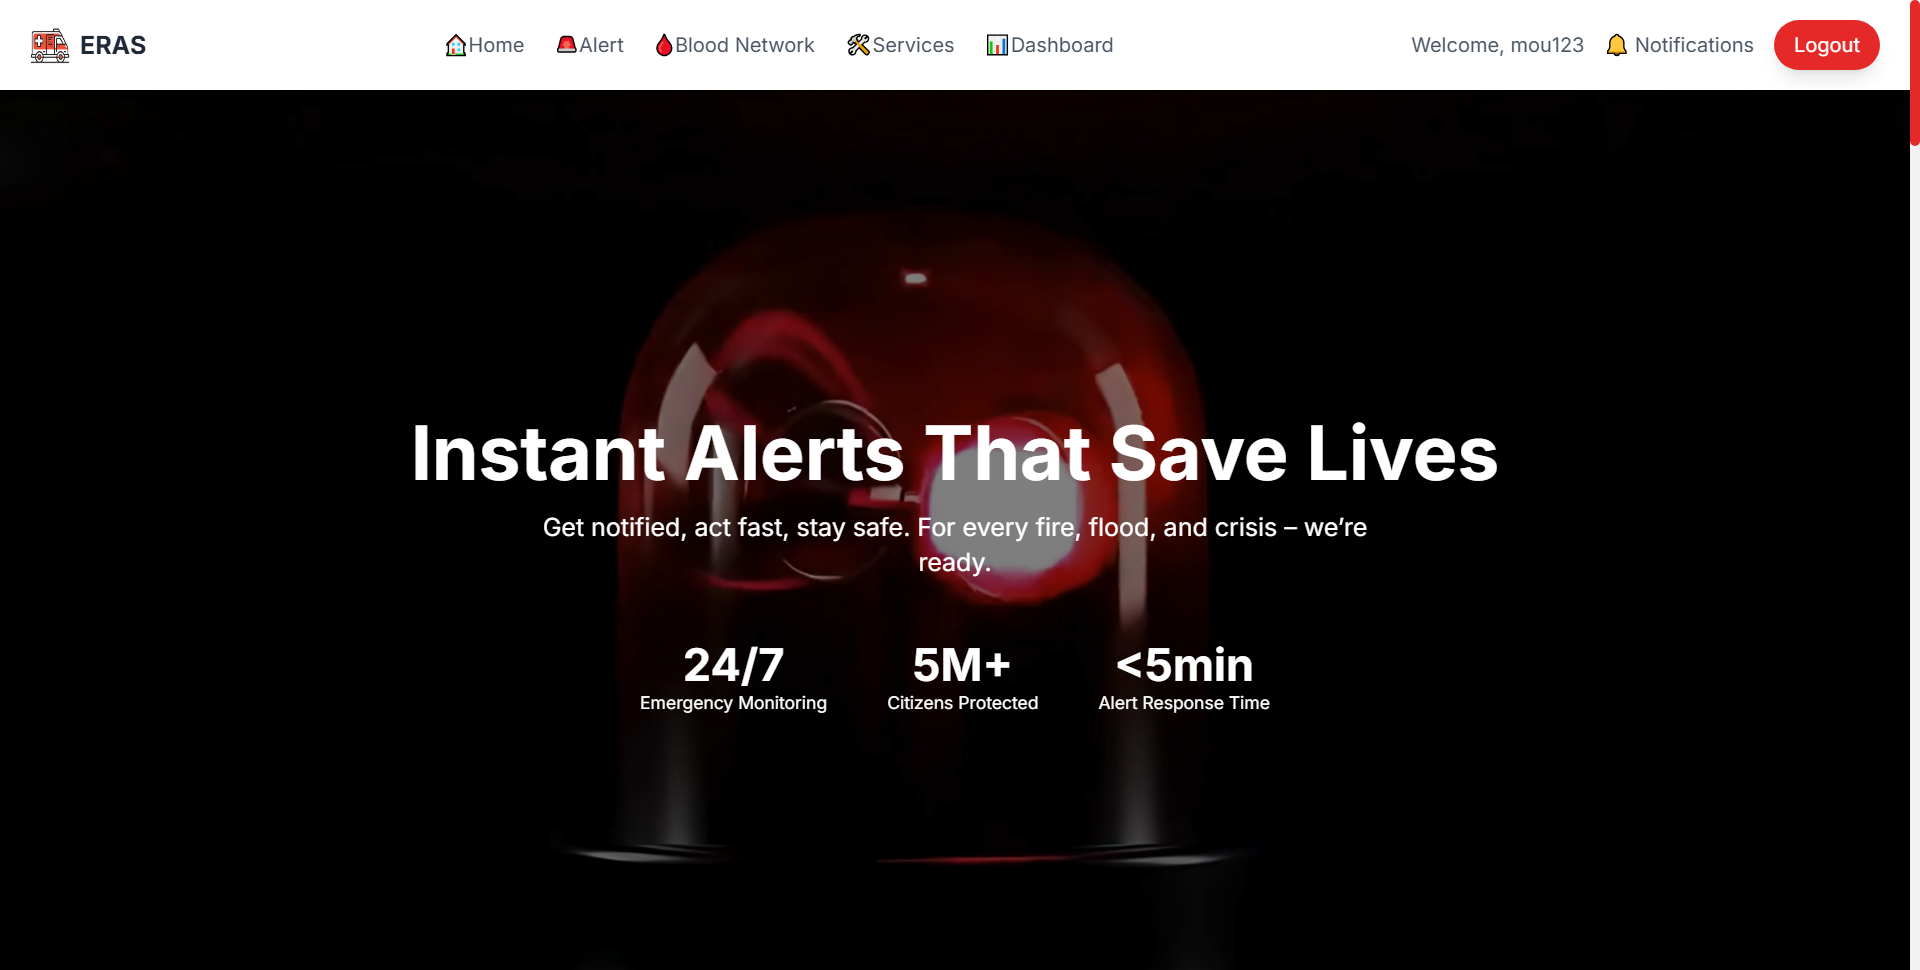 ERAS
Home
Alert
Blood Network
Services
Dashboard
Welcome, mou123
Notifications
Logout
Instant Alerts That Save Lives
Get notified, act fast, stay safe. For every fire, flood, and crisis – we’re
ready.
24/7
Emergency Monitoring
5M+
Citizens Protected
<5min
Alert Response Time